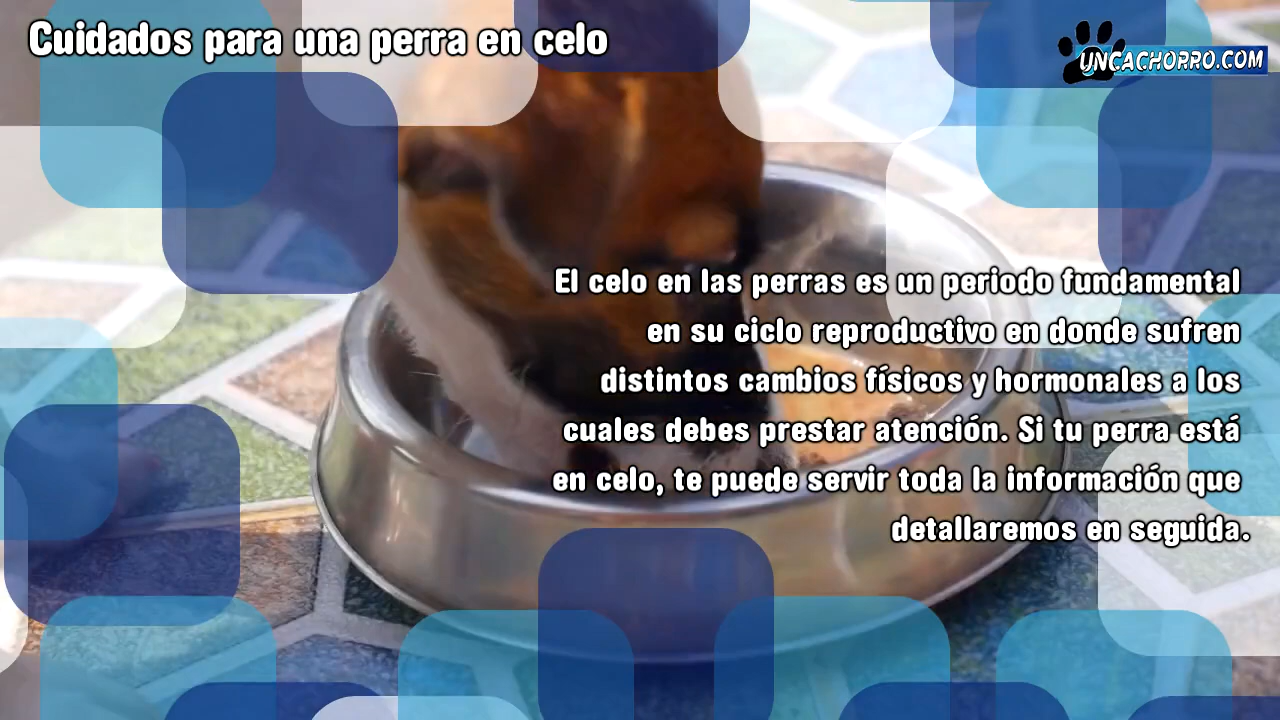 Cuidados para una perra en celo
UNCACHORRO.COM
El celo en las perras es un periodo fundamental
en su ciclo reproductivo en donde sufren
distintos cambios físicos y hormonales a los
cuales debes prestar atención. Si tu perra está
en celo, te puede servir toda la información que
detallaremos en seguida.